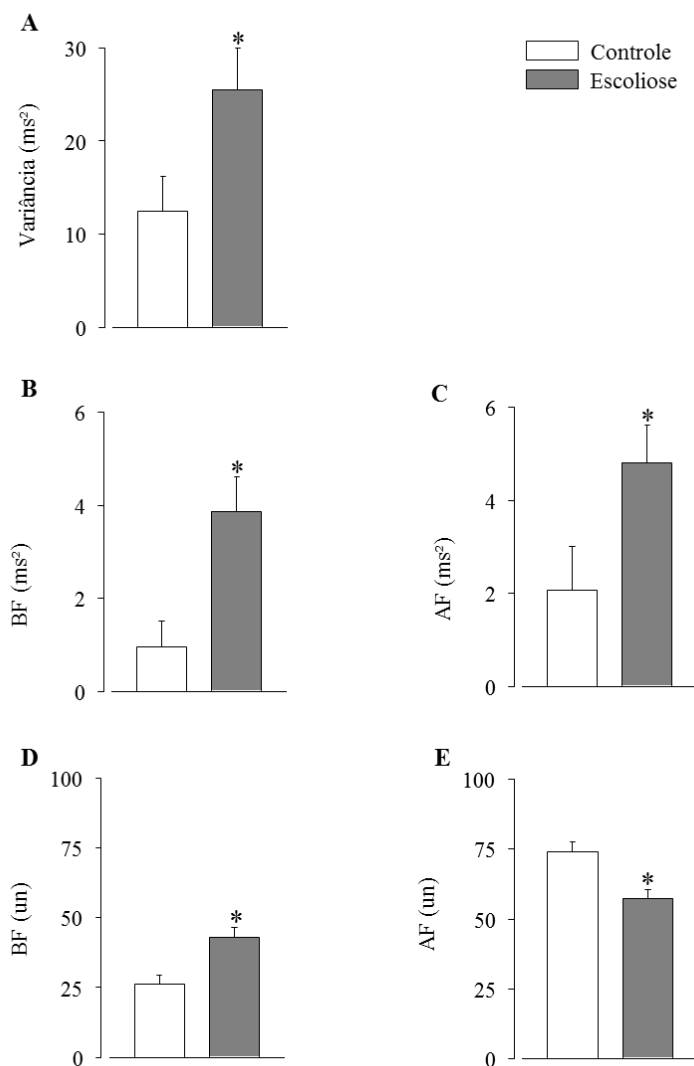 A
Variância (ms²)
30
20
10
0
*
Controle
Escoliose
B
BF (ms²)
6
4
2
0
*
C
AF (ms²)
6
4
2
0
*
D
BF (un)
100
75
50
25
0
*
E
AF (un)
100
75
50
25
0
*